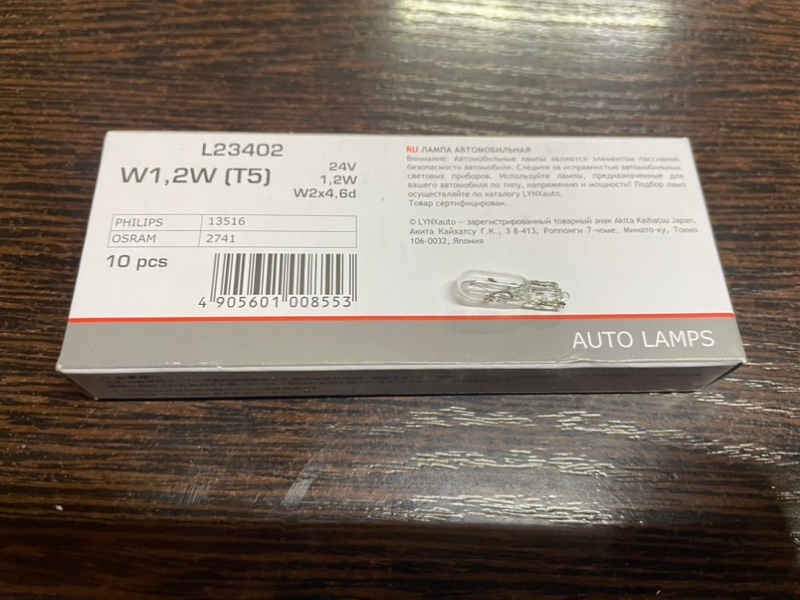 L23402
W1,2W (T5)
24V
1,2W
W2x4,6d
PHILIPS 13516
OSRAM 2741
10 pcs
4 905601 008553
RU ЛАМПА АВТОМОБИЛЬНАЯ
Внимание: Автомобильные лампы являются элементом пассивной
безопасности автомобиля. Следите за исправностью автомобильных
световых приборов. Используйте лампы, предназначенные для
вашего автомобиля по типу, напряжению и мощности! Подбор ламп
осуществляйте по каталогу LYNXauto.
Товар сертифицирован.
© LYNXauto – зарегистрированный товарный знак Akita Kaihatsu Japan,
Акита Кайхатсу Г.К., 3-8-413, Роппонги 7-чоме, Минато-ку, Токио
106-0032, Япония
AUTO LAMPS